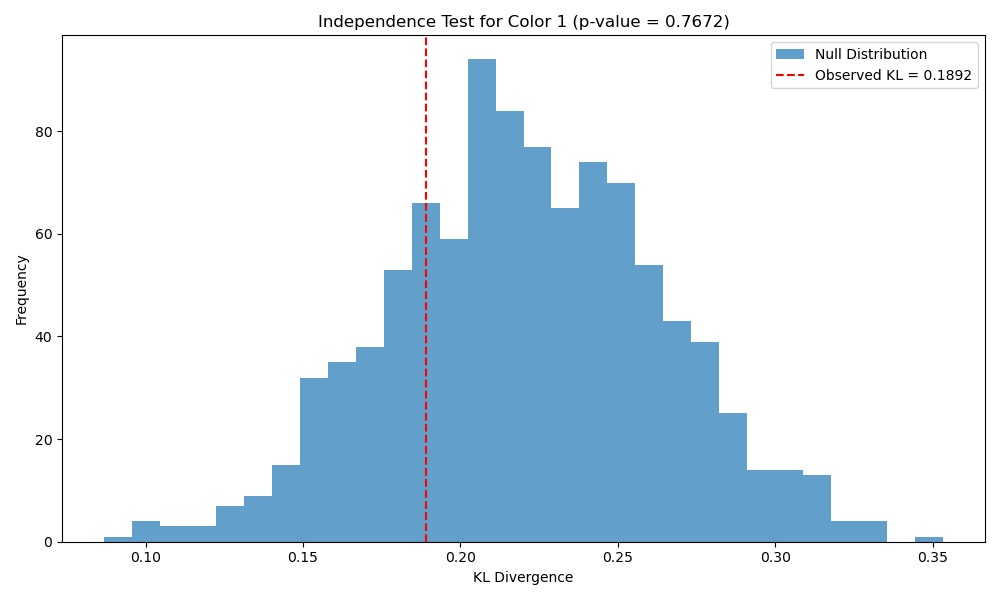 Independence Test for Color 1 (p-value = 0.7672)
Null Distribution
Observed KL = 0.1892
Frequency
80
60
40
20
0
0.10 0.15 0.20 0.25 0.30 0.35
KL Divergence